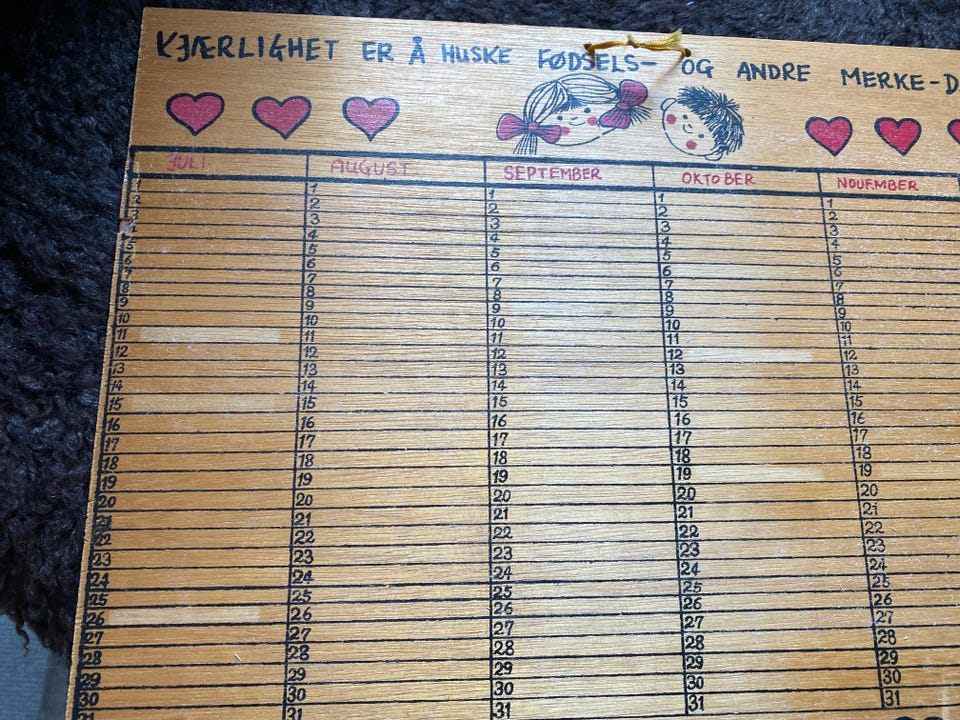 KJÆRLIGHET ER Å HUSKE FØDSELS- OG ANDRE MERKE-D
JULI AUGUST SEPTEMBER OKTOBER NOVEMBER
1 1 1 1 1
2 2 2 2 2
3 3 3 3 3
4 4 4 4
5 5 5 5 5
6 6 6 6 6
7 7 7 7 7
8 8 8 8 8
9 9 9 9 9
10 10 10 10 10
11 11 11 11 11
12 12 12 12 12
13 13 13 13 13
14 14 14 14 14
15 15 15 15 15
16 16 16 16 16
17 17 17 17 17
18 18 18 18 18
19 19 19 19 19
20 20 20 20 20
21 21 21 21 21
22 22 22 22 22
23 23 23 23 23
24 24 24 24 24
25 25 25 25 25
26 26 26 26 26
27 27 27 27 27
28 28 28 28 28
29 29 29 29 29
30 30 30 30 30
31 31 31 31 31